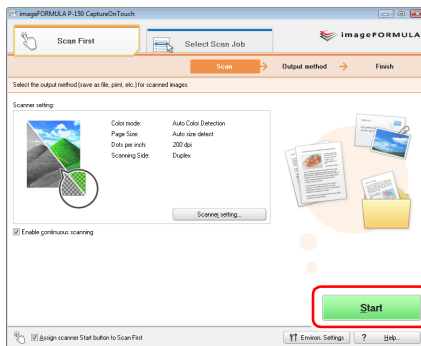 imageFORMULA P-150 CaptureOnTouch
Scan First
Select Scan Job
imageFORMULA
Scan
Output method
Finish
Select the output method (save as file, print, etc.) for scanned images.
Scanner setting:
Color mode: Auto Color Detection
Page Size: Auto size detect
Dots per inch: 200 dpi
Scanning Side: Duplex
Scanner setting...
Enable continuous scanning
Start
Assign scanner Start button to Scan First
Environ. Settings
? Help...